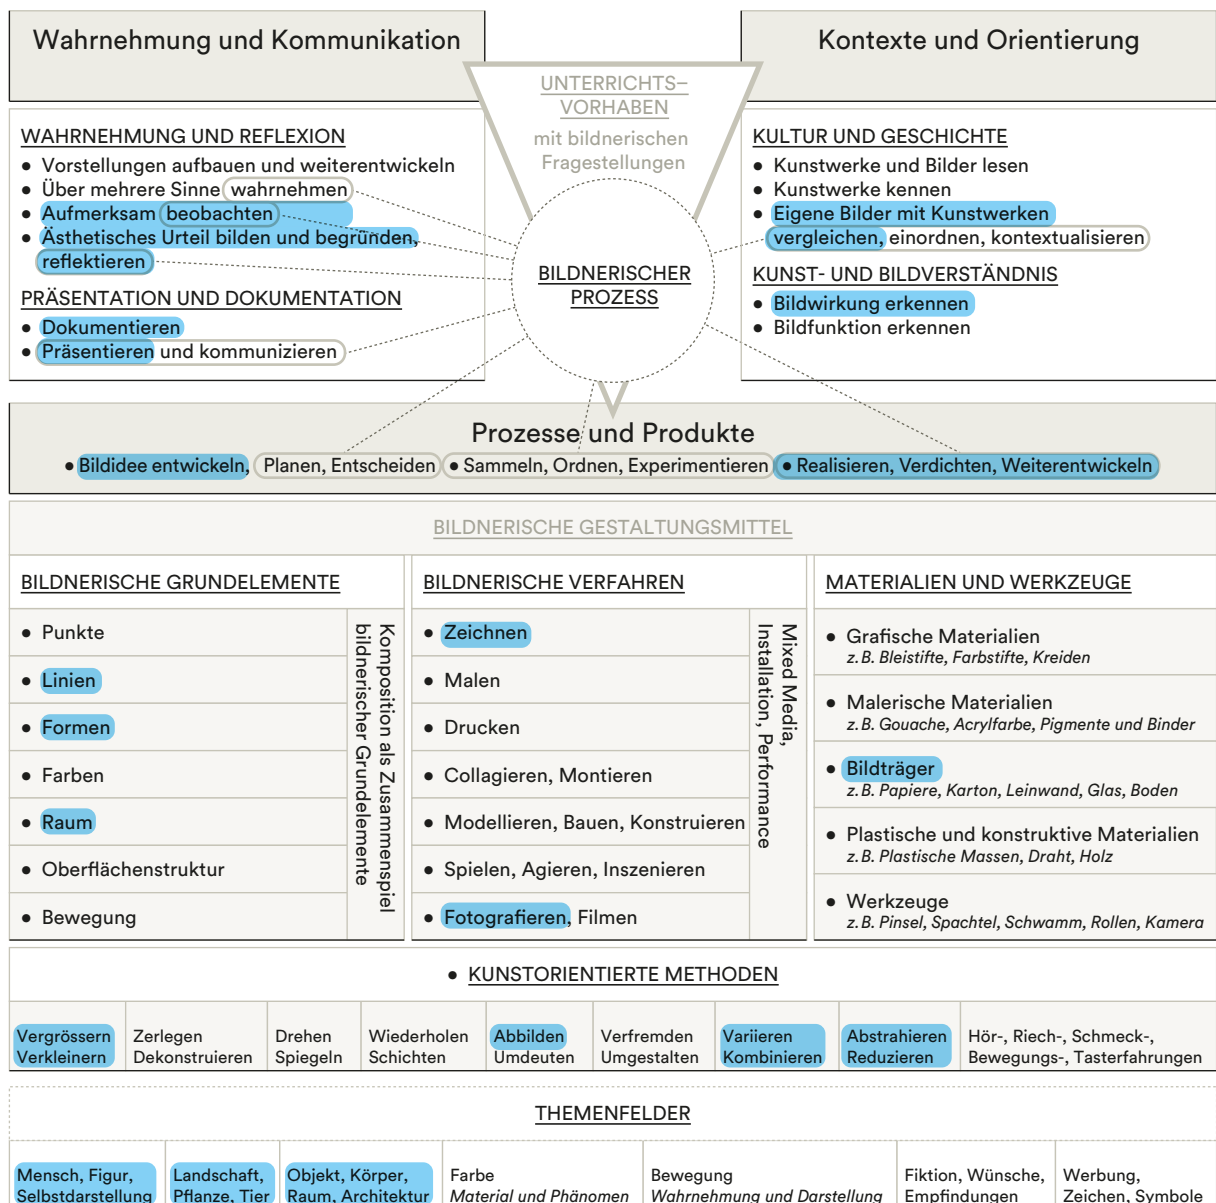 Wahrnehmung und Kommunikation
WAHRNEHMUNG UND REFLEXION
• Vorstellungen aufbauen und weiterentwickeln
• Über mehrere Sinne wahrnehmen
• Aufmerksam beobachten
• Ästhetisches Urteil bilden und begründen,
reflektieren
PRÄSENTATION UND DOKUMENTATION
• Dokumentieren
• Präsentieren und kommunizieren
UNTERRICHTS–
VORHABEN
mit bildnerischen
Fragestellungen
BILDNERISCHER
PROZESS
Kontexte und Orientierung
KULTUR UND GESCHICHTE
• Kunstwerke und Bilder lesen
• Kunstwerke kennen
• Eigene Bilder mit Kunstwerken
vergleichen, einordnen, kontextualisieren
KUNST- UND BILDVERSTÄNDNIS
• Bildwirkung erkennen
• Bildfunktion erkennen
Prozesse und Produkte
• Bildidee entwickeln, Planen, Entscheiden • Sammeln, Ordnen, Experimentieren • Realisieren, Verdichten, Weiterentwickeln
BILDNERISCHE GESTALTUNGSMITTEL
BILDNERISCHE GRUNDELEMENTE
• Punkte
• Linien
• Formen
• Farben
• Raum
• Oberflächenstruktur
• Bewegung
Komposition als Zusammenspiel
bildnerischer Grundelemente
BILDNERISCHE VERFAHREN
• Zeichnen
• Malen
• Drucken
• Collagieren, Montieren
• Modellieren, Bauen, Konstruieren
• Spielen, Agieren, Inszenieren
• Fotografieren, Filmen
Mixed Media,
Installation, Performance
MATERIALIEN UND WERKZEUGE
• Grafische Materialien
z.B. Bleistifte, Farbstifte, Kreiden
• Malerische Materialien
z.B. Gouache, Acrylfarbe, Pigmente und Binder
• Bildträger
z.B. Papiere, Karton, Leinwand, Glas, Boden
• Plastische und konstruktive Materialien
z.B. Plastische Massen, Draht, Holz
• Werkzeuge
z.B. Pinsel, Spachtel, Schwamm, Rollen, Kamera
• KUNSTORIENTIERTE METHODEN
Vergrössern
Verkleinern
Zerlegen
Dekonstruieren
Drehen
Spiegeln
Wiederholen
Schichten
Abbilden
Umdeuten
Verfremden
Umgestalten
Variieren
Kombinieren
Abstrahieren
Reduzieren
Hör-, Riech-, Schmeck-,
Bewegungs-, Tasterfahrungen
THEMENFELDER
Mensch, Figur,
Selbstdarstellung
Landschaft,
Pflanze, Tier
Objekt, Körper,
Raum, Architektur
Farbe
Material und Phänomen
Bewegung
Wahrnehmung und Darstellung
Fiktion, Wünsche,
Empfindungen
Werbung,
Zeichen, Symbole